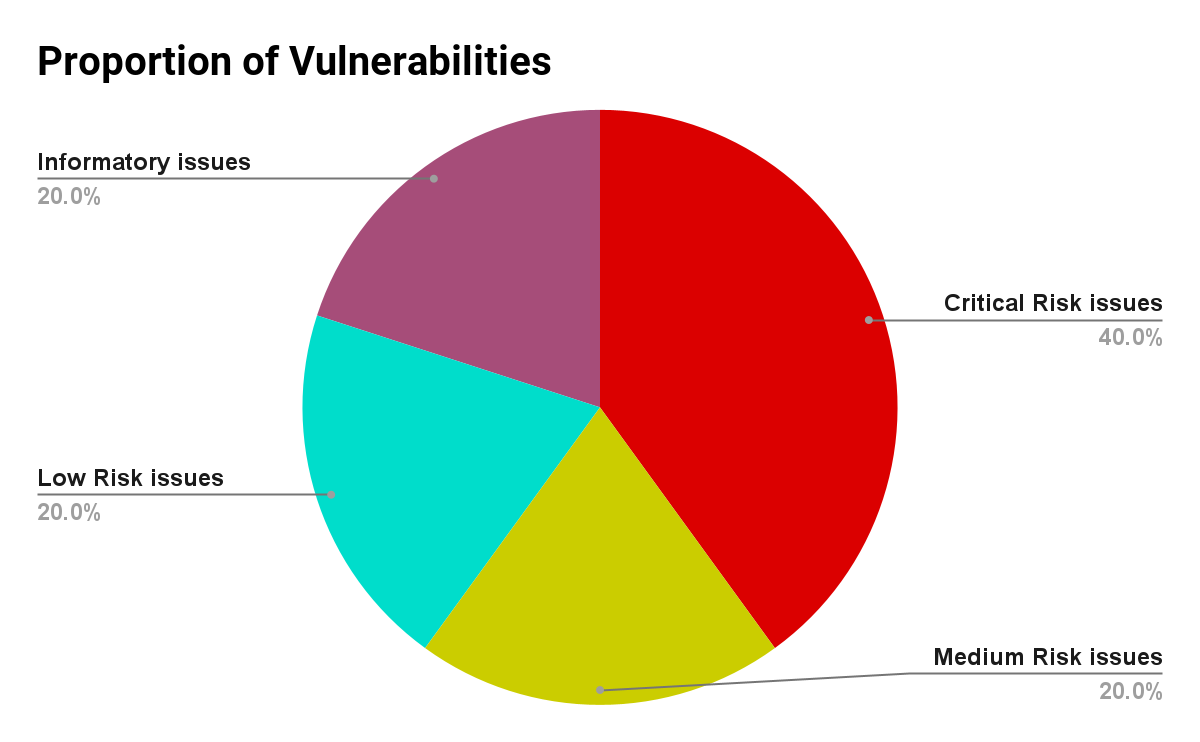 Proportion of Vulnerabilities
Informatory issues
20.0%
Critical Risk issues
40.0%
Low Risk issues
20.0%
Medium Risk issues
20.0%